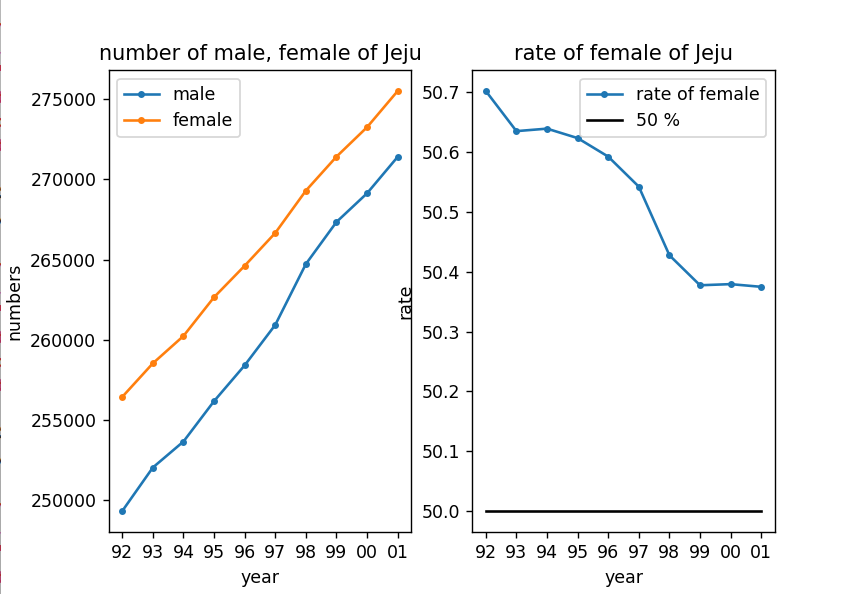 number of male, female of Jeju
male
female
275000
270000
265000
260000
255000
250000
numbers
92 93 94 95 96 97 98 99 00 01
year
rate of female of Jeju
rate of female
50 %
50.7
50.6
50.5
50.4
50.3
50.2
50.1
50.0
rate
92 93 94 95 96 97 98 99 00 01
year